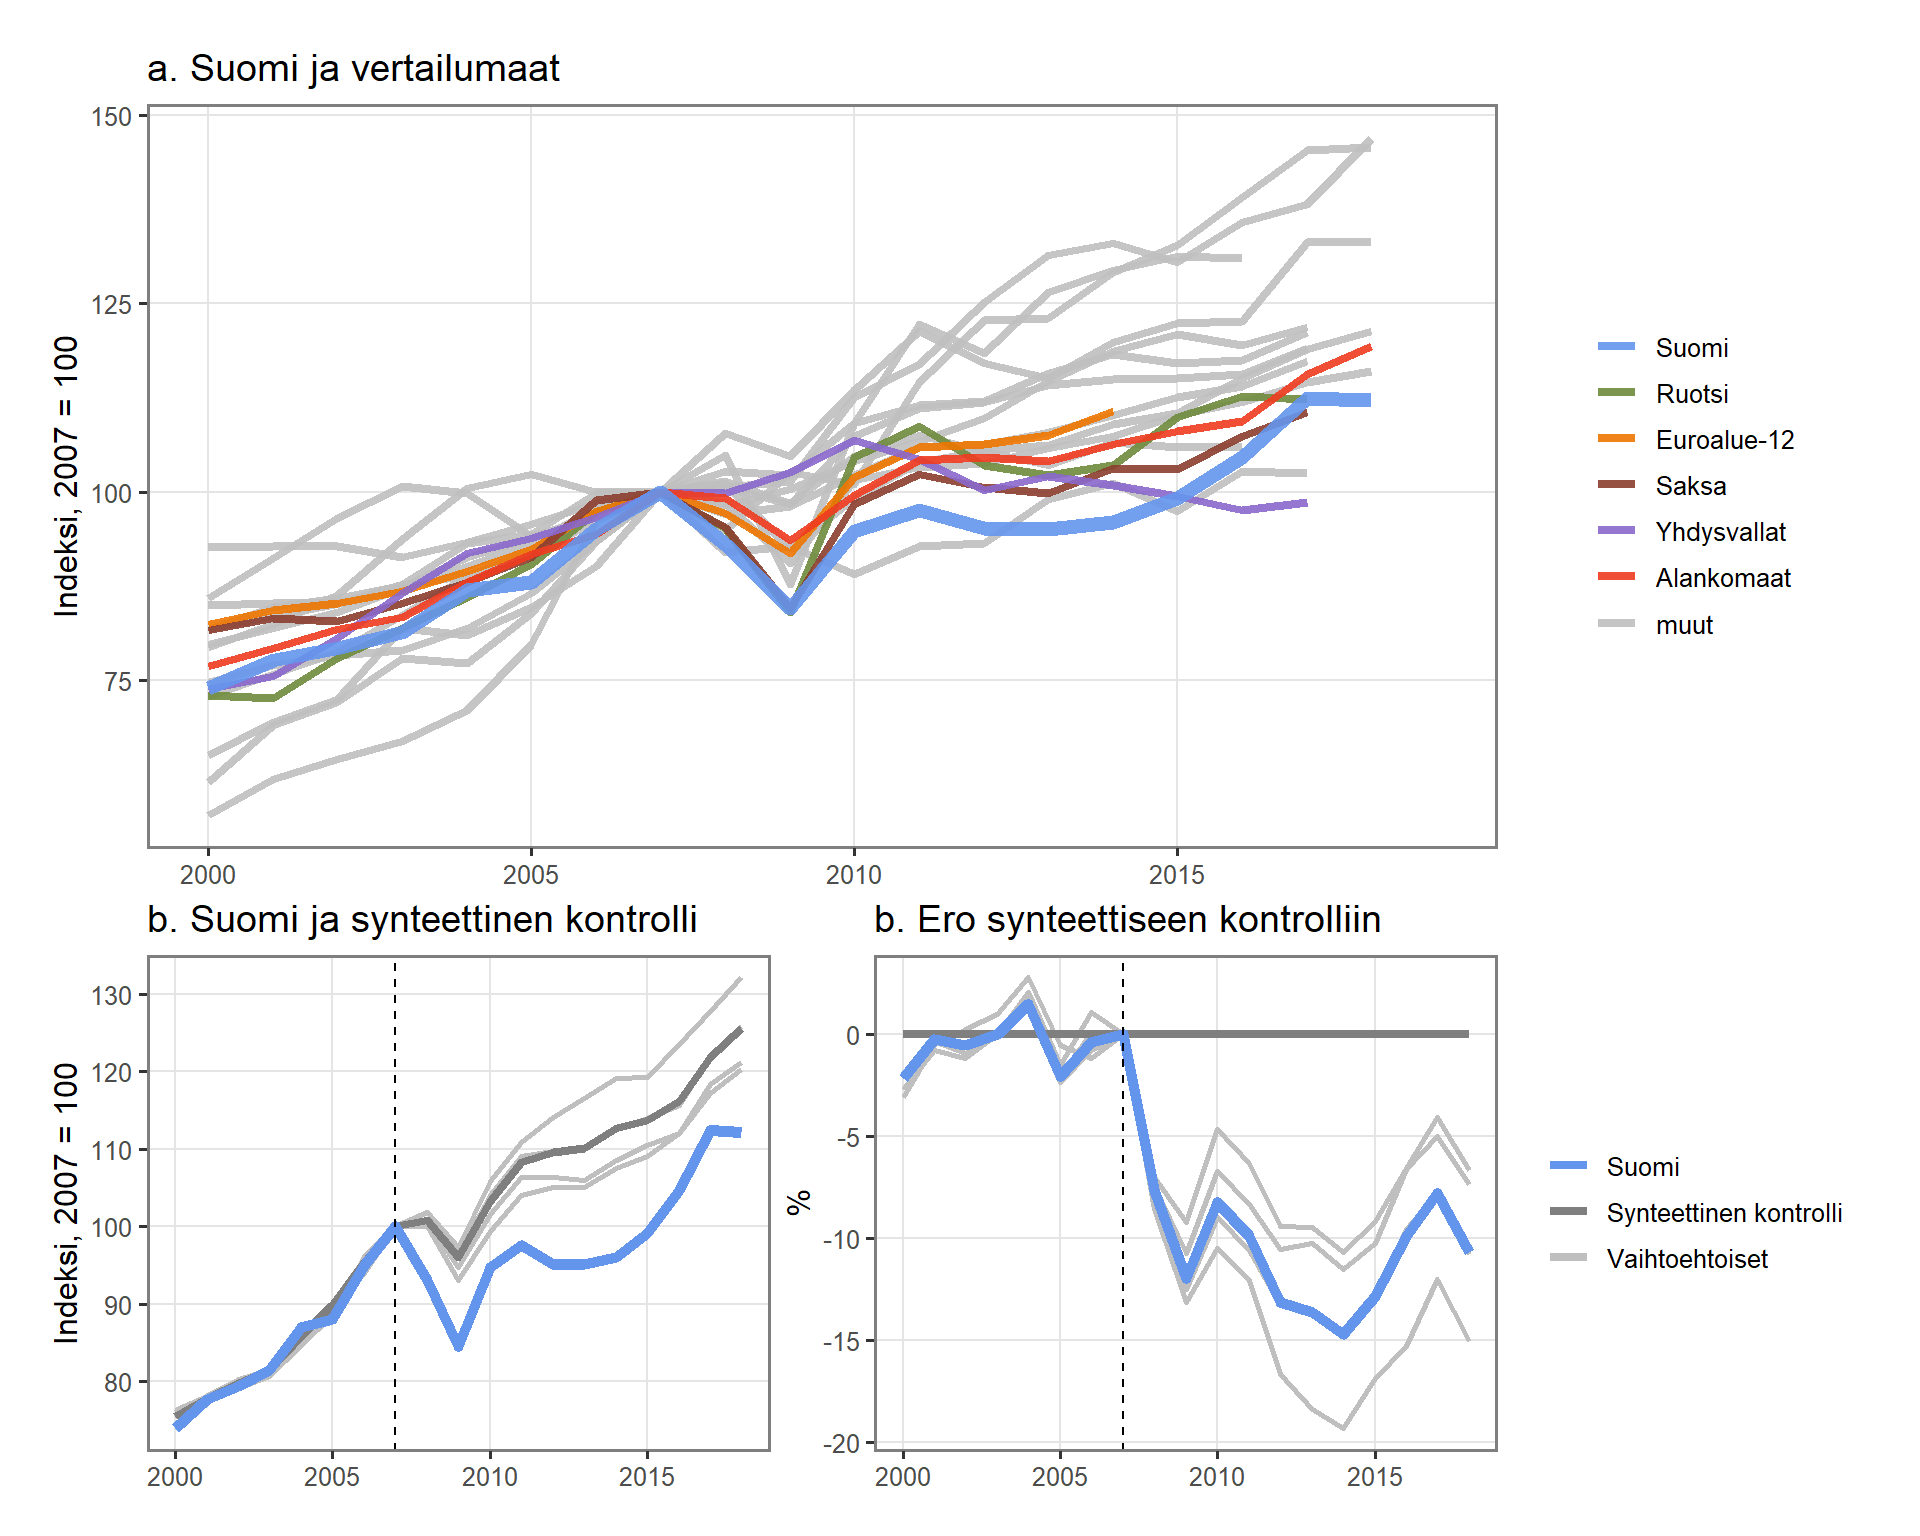 a. Suomi ja vertailumaat
Indeksi, 2007 = 100
150
125
100
75
2000
2005
2010
2015
Suomi
Ruotsi
Euroalue-12
Saksa
Yhdysvallat
Alankomaat
muut
b. Suomi ja synteettinen kontrolli
Indeksi, 2007 = 100
130
120
110
100
90
80
2000
2005
2010
2015
b. Ero synteettiseen kontrolliin
%
0
-5
-10
-15
-20
2000
2005
2010
2015
Suomi
Synteettinen kontrolli
Vaihtoehtoiset